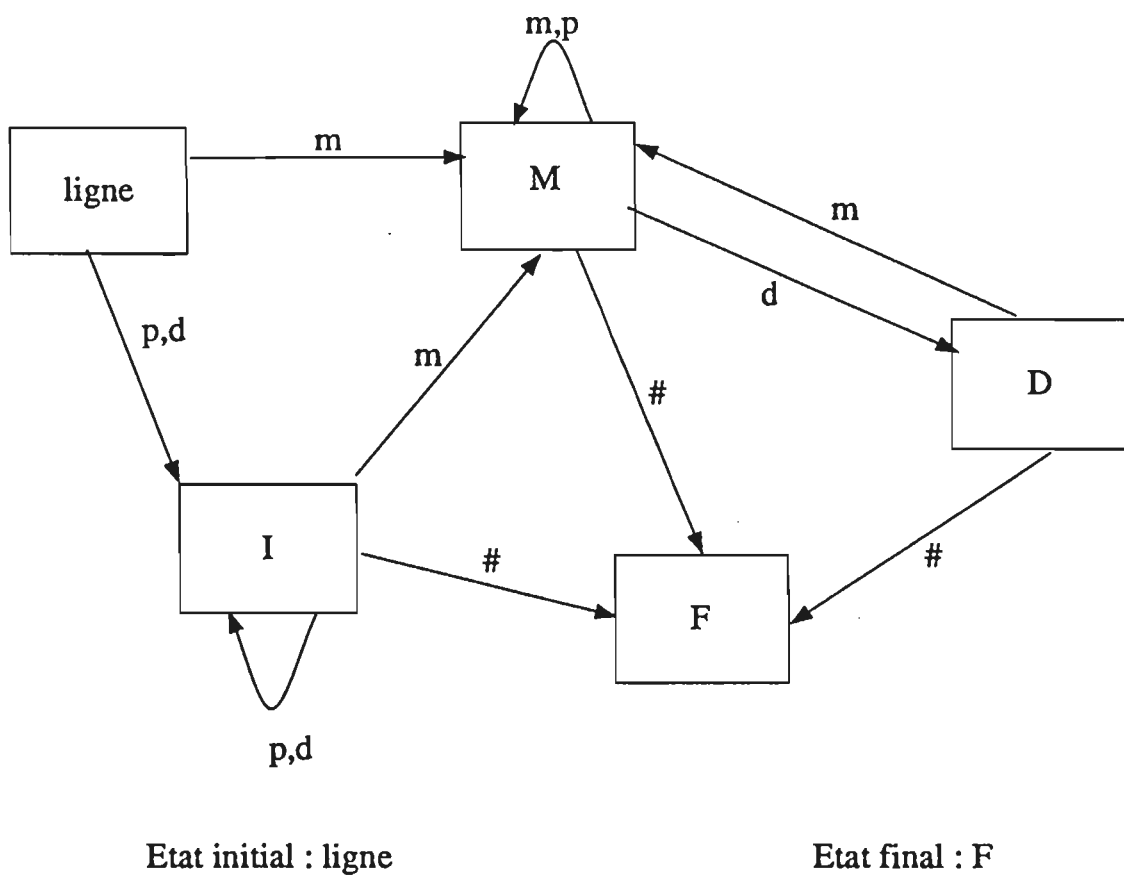 m,p
m
ligne
M
m
d
p,d
m
#
D
I
#
F
#
p,d
Etat initial : ligne
Etat final : F